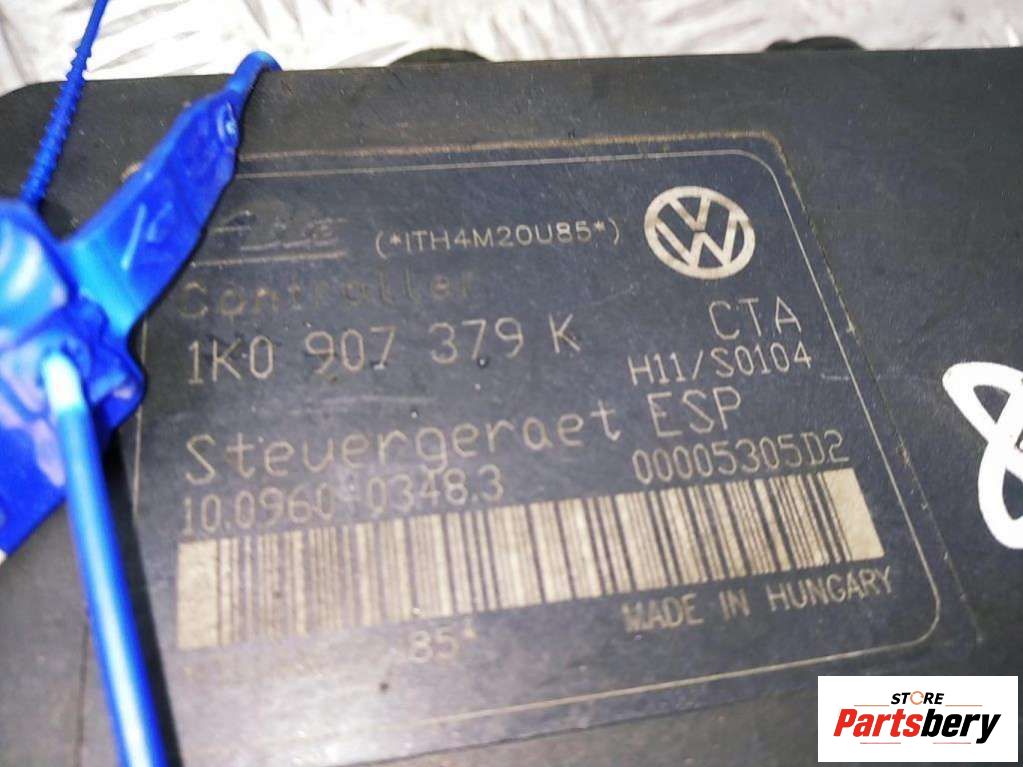 (*1TH4M20U85*)
Controller
1K0 907 379 K
CTA
H11/S0104
Steuergeraet ESP
10.0960-0348.3
00005305D2
MADE IN HUNGARY
85*
STORE
Partsbery